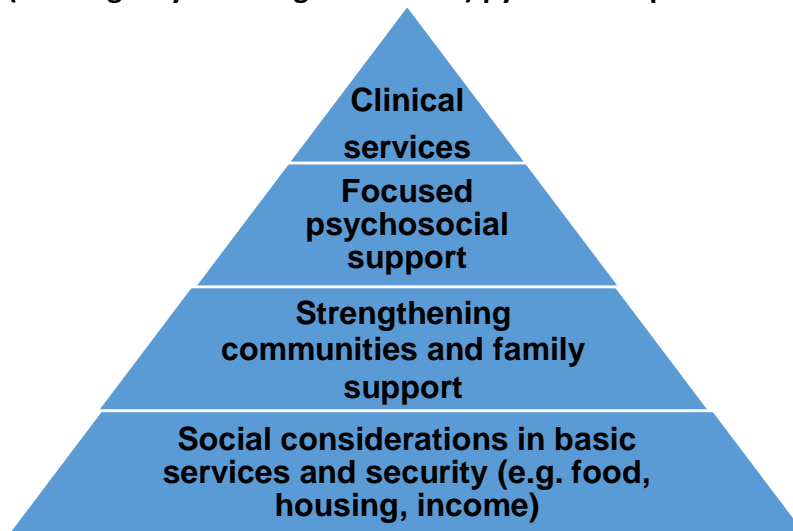 Clinical
services
Focused
psychosocial
support
Strengthening
communities and family
support
Social considerations in basic
services and security (e.g. food,
housing, income)